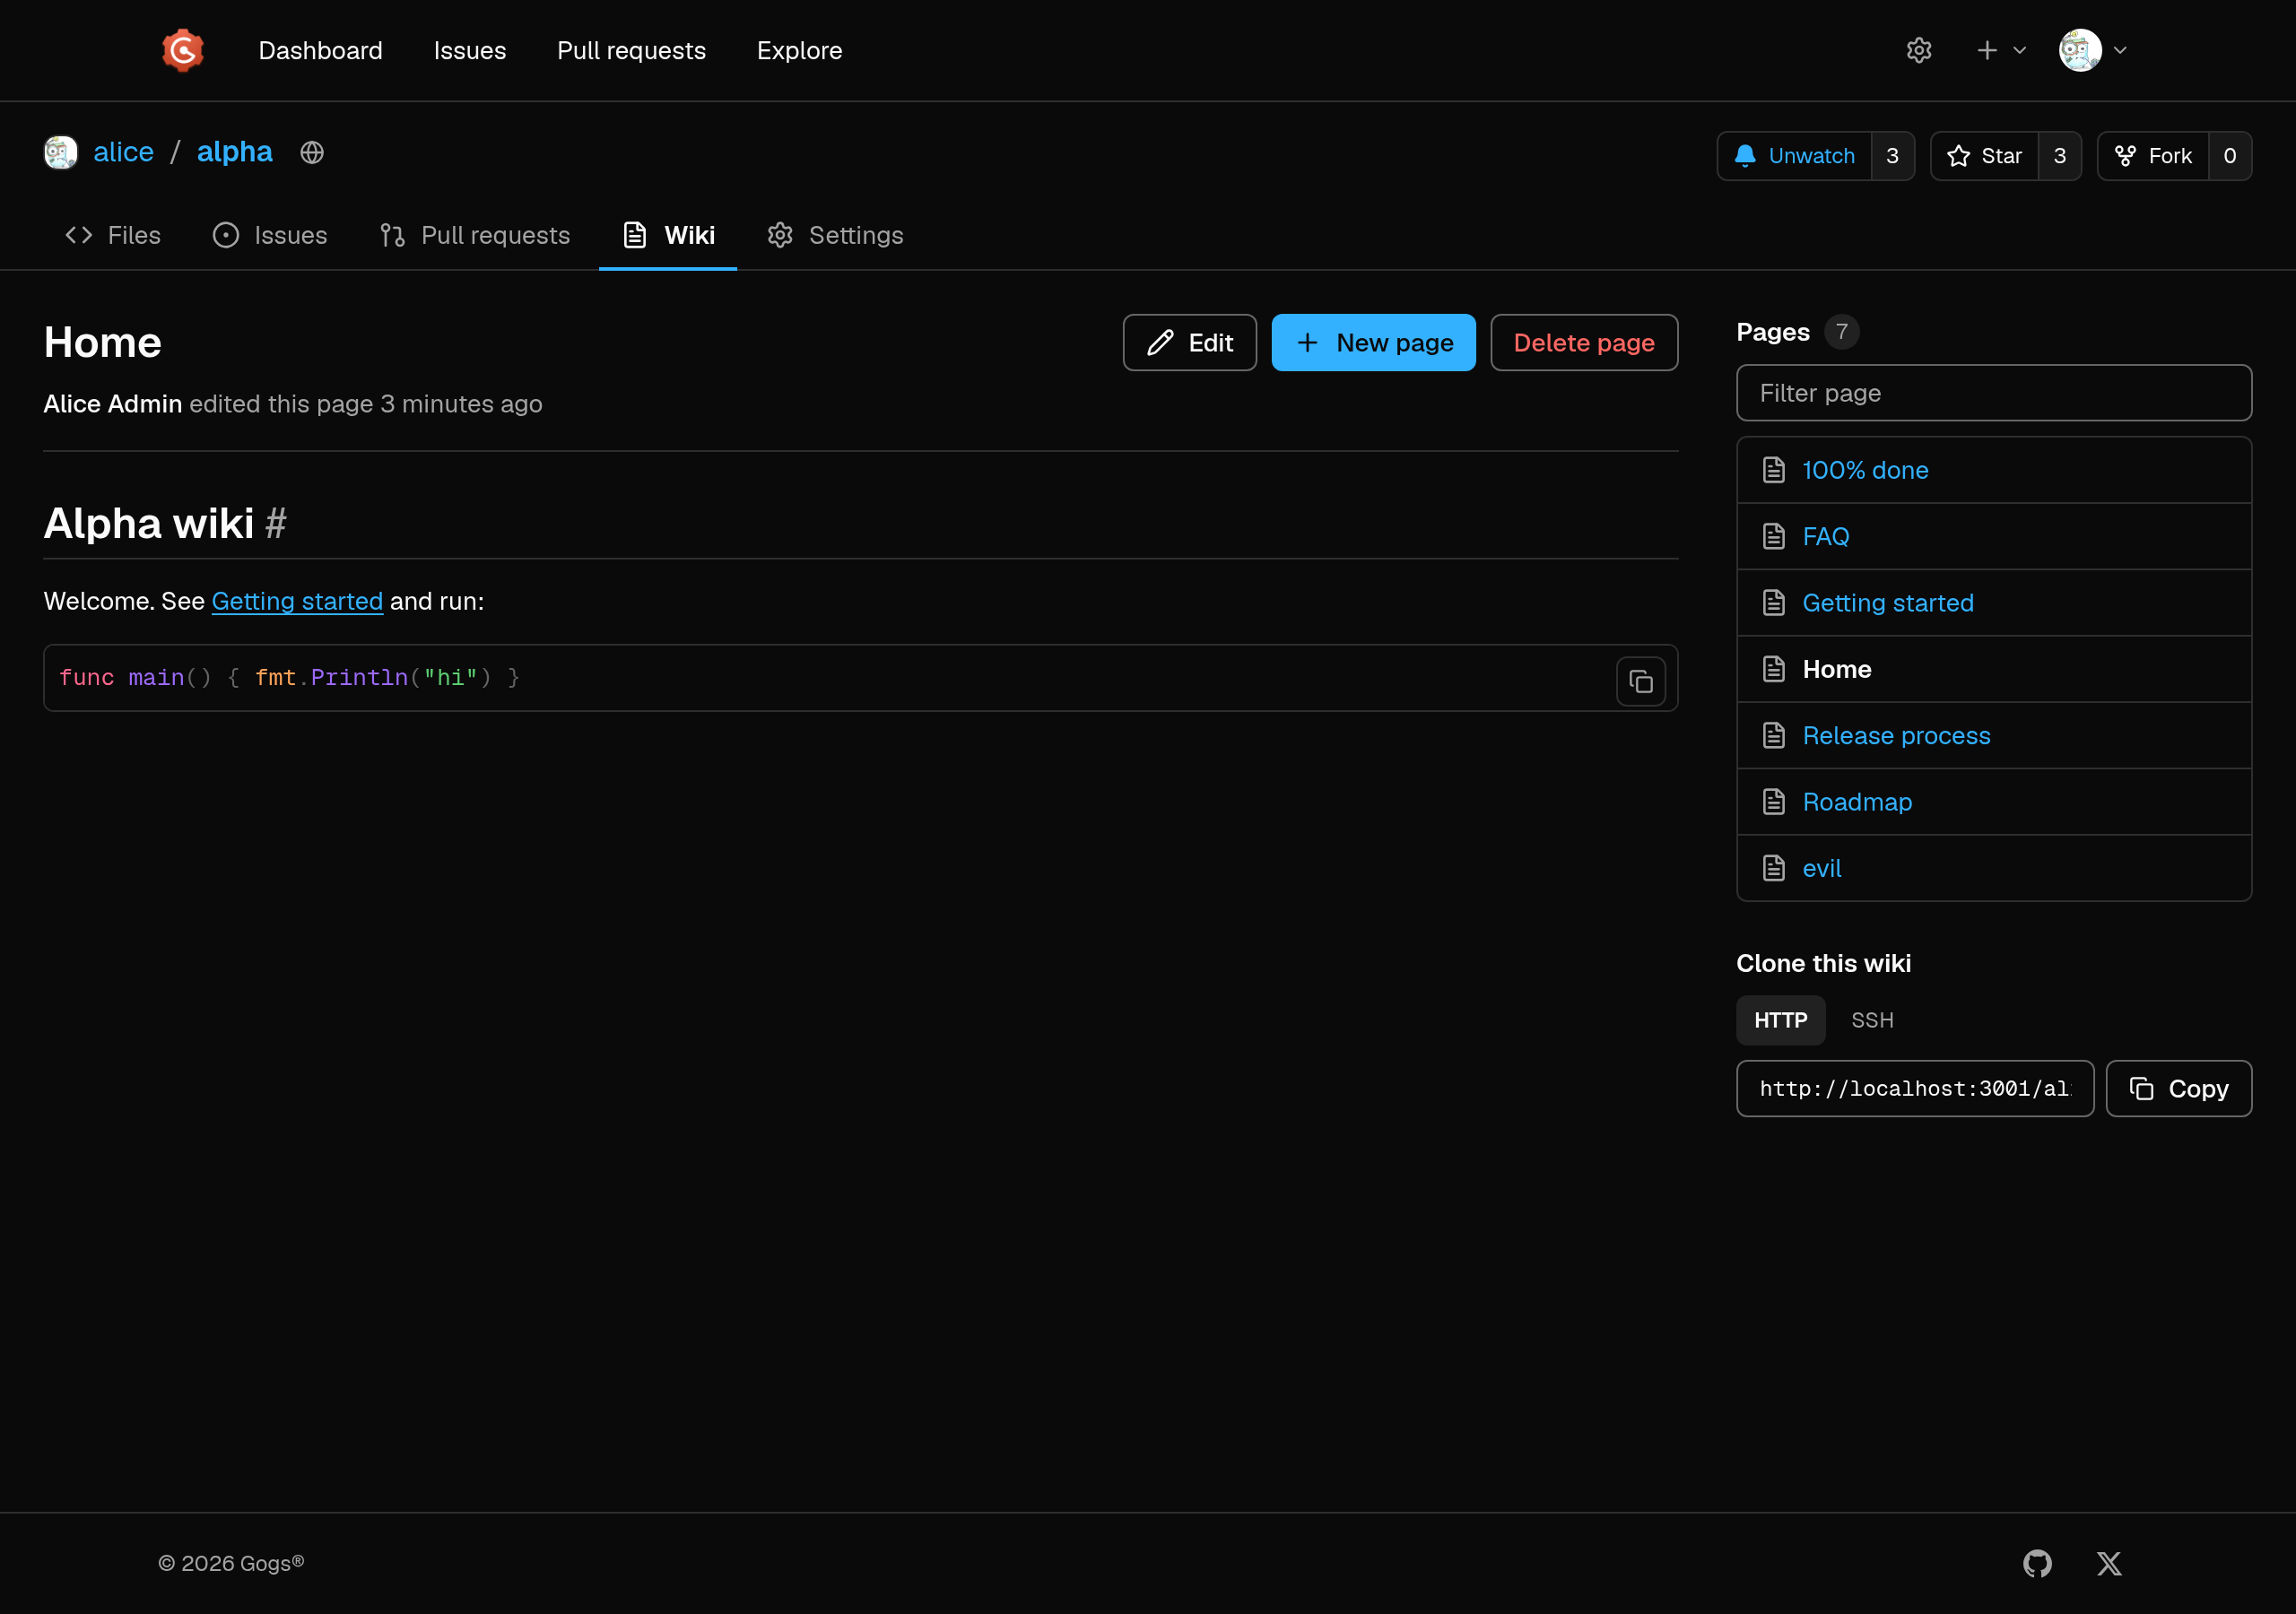 Dashboard Issues Pull requests Explore
alice / alpha
Unwatch 3 Star 3 Fork 0
Files Issues Pull requests Wiki Settings
Home
Edit New page Delete page
Alice Admin edited this page 3 minutes ago
Alpha wiki #
Welcome. See Getting started and run:
func main() { fmt.Println("hi") }
Pages 7
Filter page
100% done
FAQ
Getting started
Home
Release process
Roadmap
evil
Clone this wiki
HTTP SSH
http://localhost:3001/al
Copy
© 2026 Gogs®